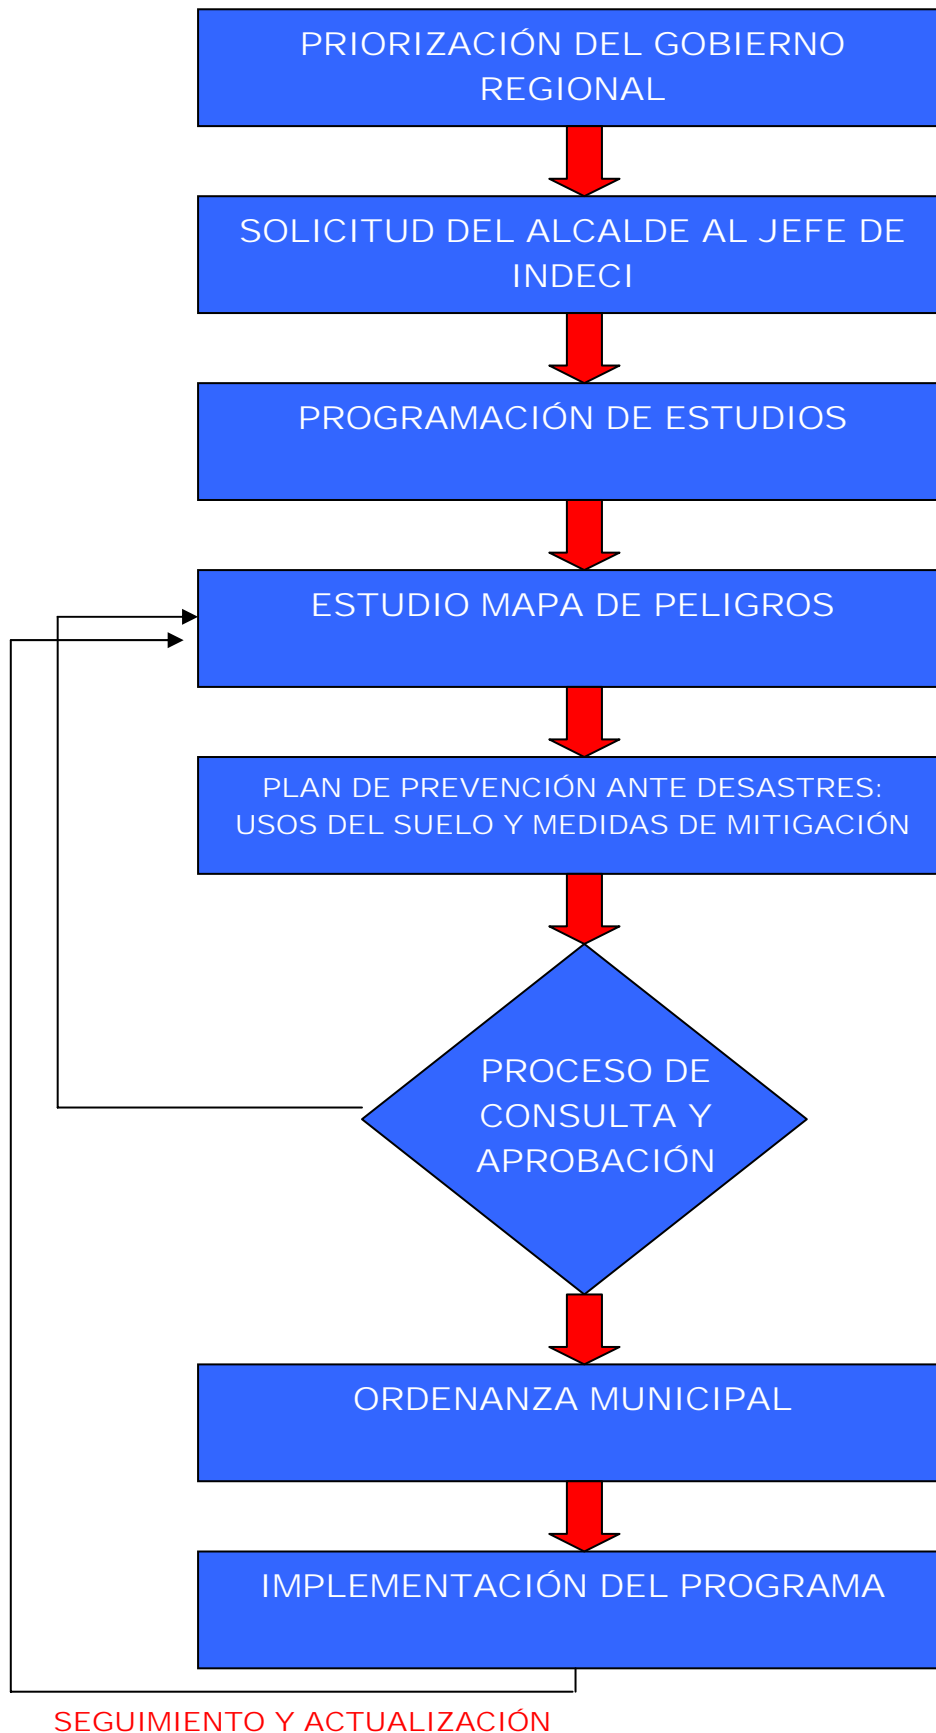 PRIORIZACIÓN DEL GOBIERNO
REGIONAL
SOLICITUD DEL ALCALDE AL JEFE DE
INDECI
PROGRAMACIÓN DE ESTUDIOS
ESTUDIO MAPA DE PELIGROS
PLAN DE PREVENCIÓN ANTE DESASTRES:
USOS DEL SUELO Y MEDIDAS DE MITIGACIÓN
PROCESO DE
CONSULTA Y
APROBACIÓN
ORDENANZA MUNICIPAL
IMPLEMENTACIÓN DEL PROGRAMA
SEGUIMIENTO Y ACTUALIZACIÓN